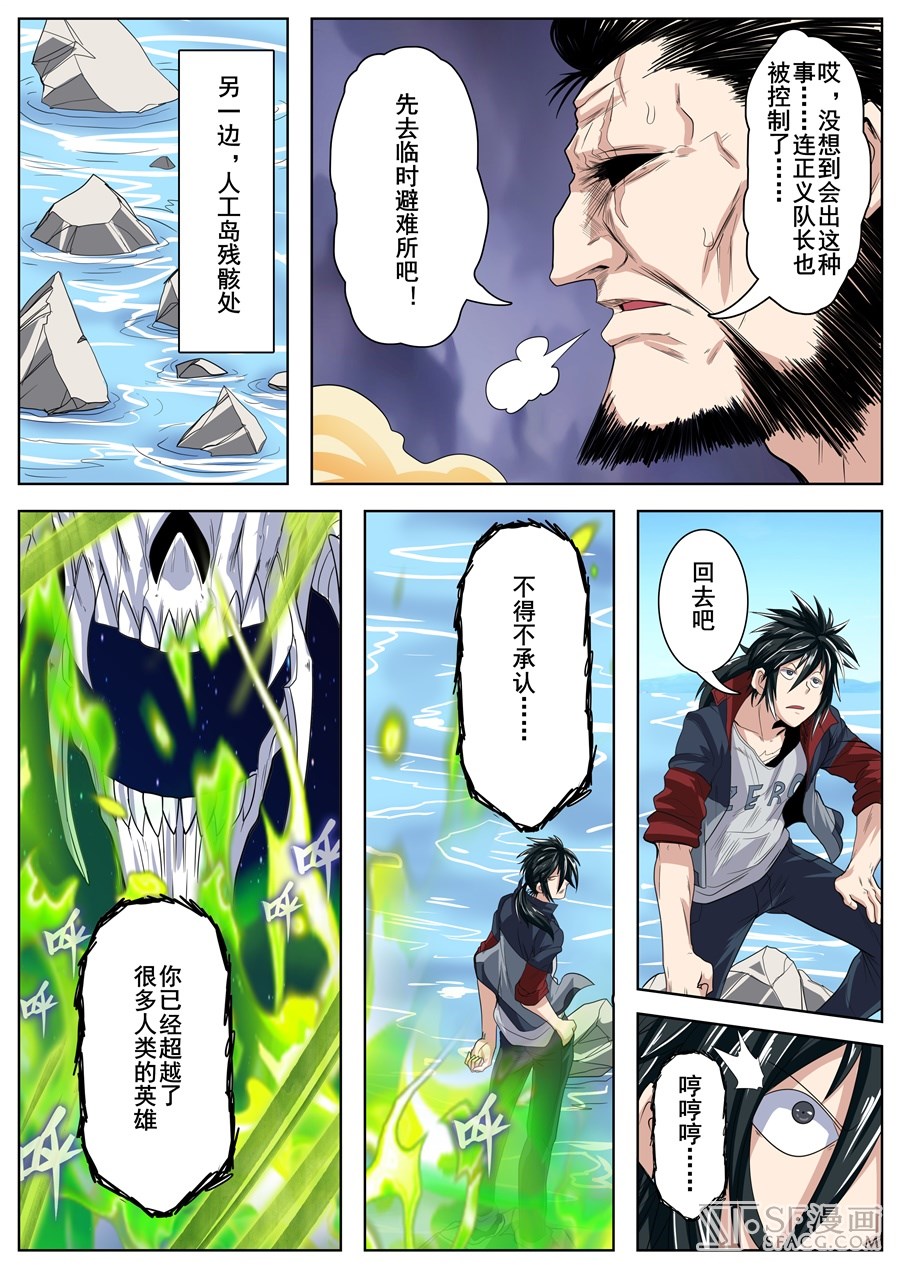 哎，没想到会出这种
事……连正义队长也
被控制了……
先去临时避难所吧！
另一边，人工岛残骸处
回去吧
哼哼哼……
不得不承认……
呼
你已经超越了
很多人类的英雄
呼
呼
呼
呼
呼
SF漫画
SFACG.COM
ZERO